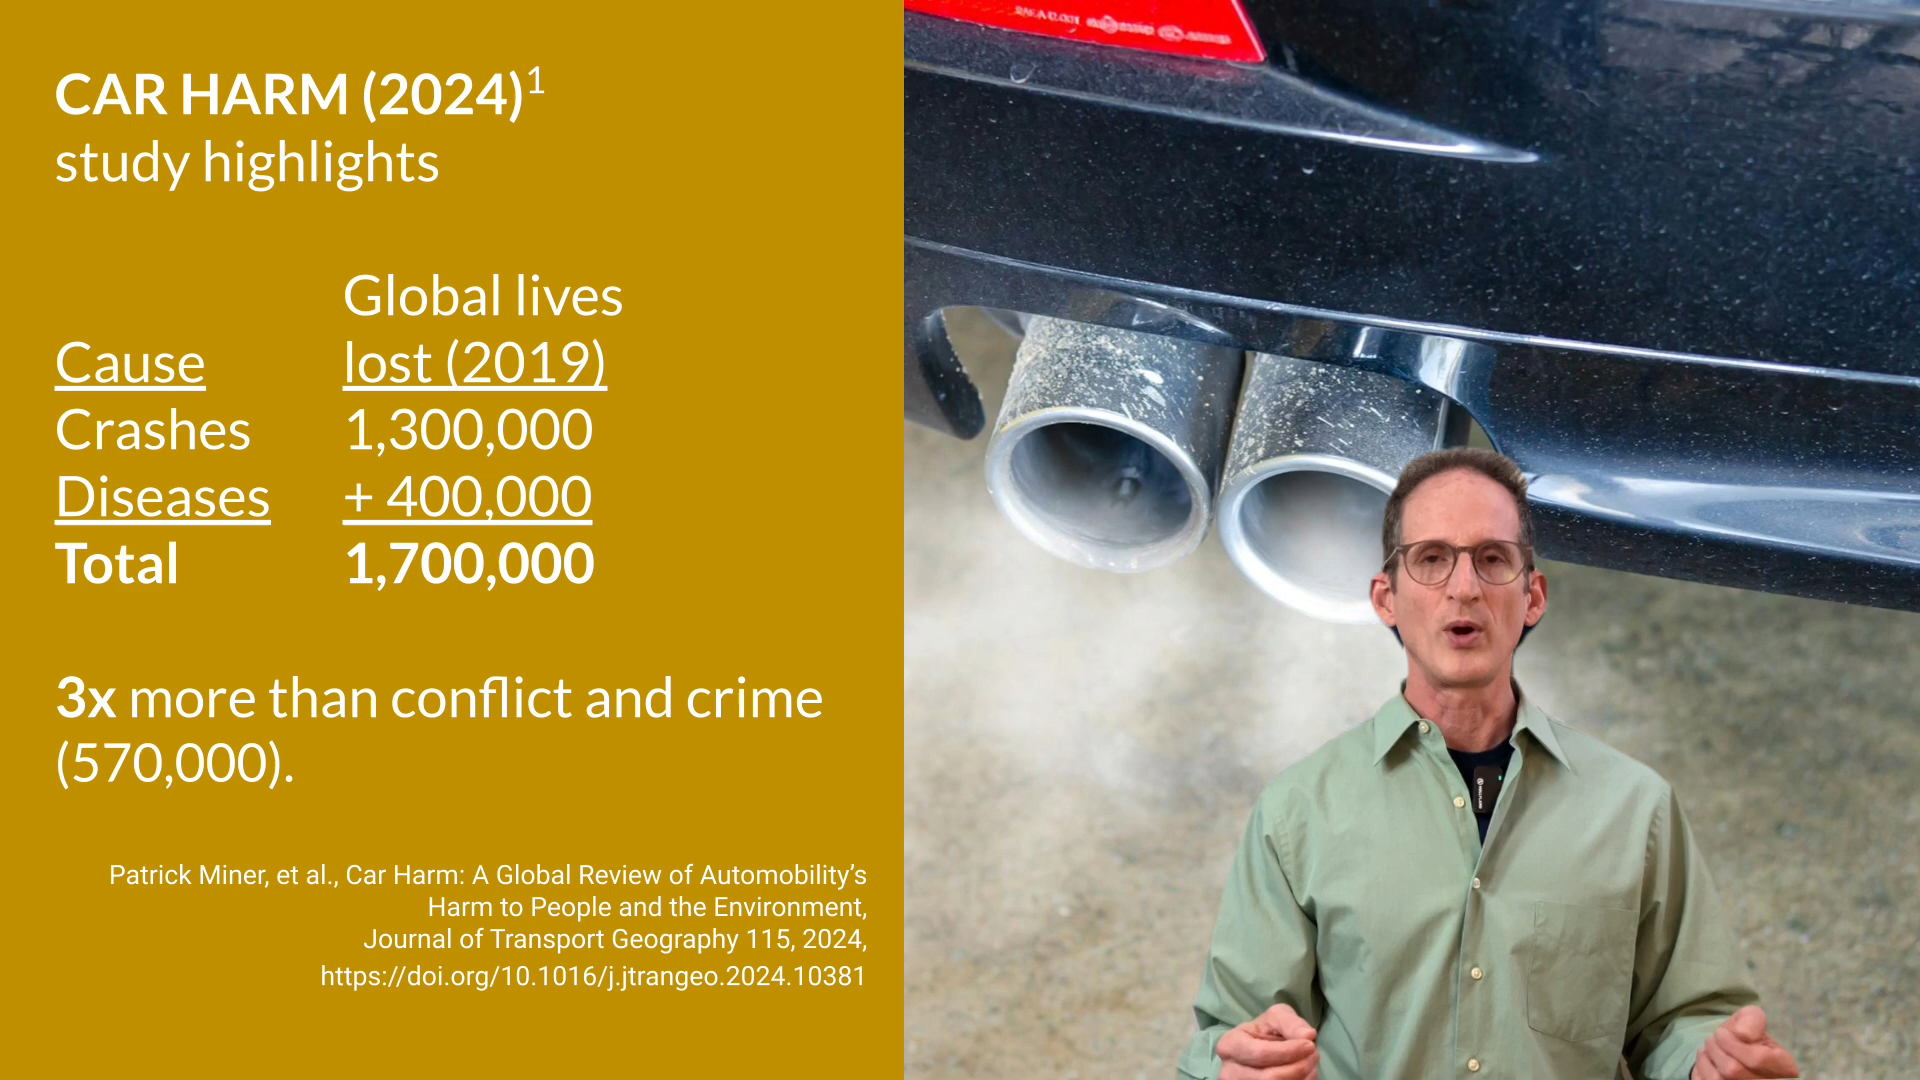 CAR HARM (2024)1
study highlights
Global lives
Cause lost (2019)
Crashes 1,300,000
Diseases + 400,000
Total 1,700,000
3x more than conflict and crime
(570,000).
Patrick Miner, et al., Car Harm: A Global Review of Automobility’s
Harm to People and the Environment,
Journal of Transport Geography 115, 2024,
https://doi.org/10.1016/j.jtrangeo.2024.10381